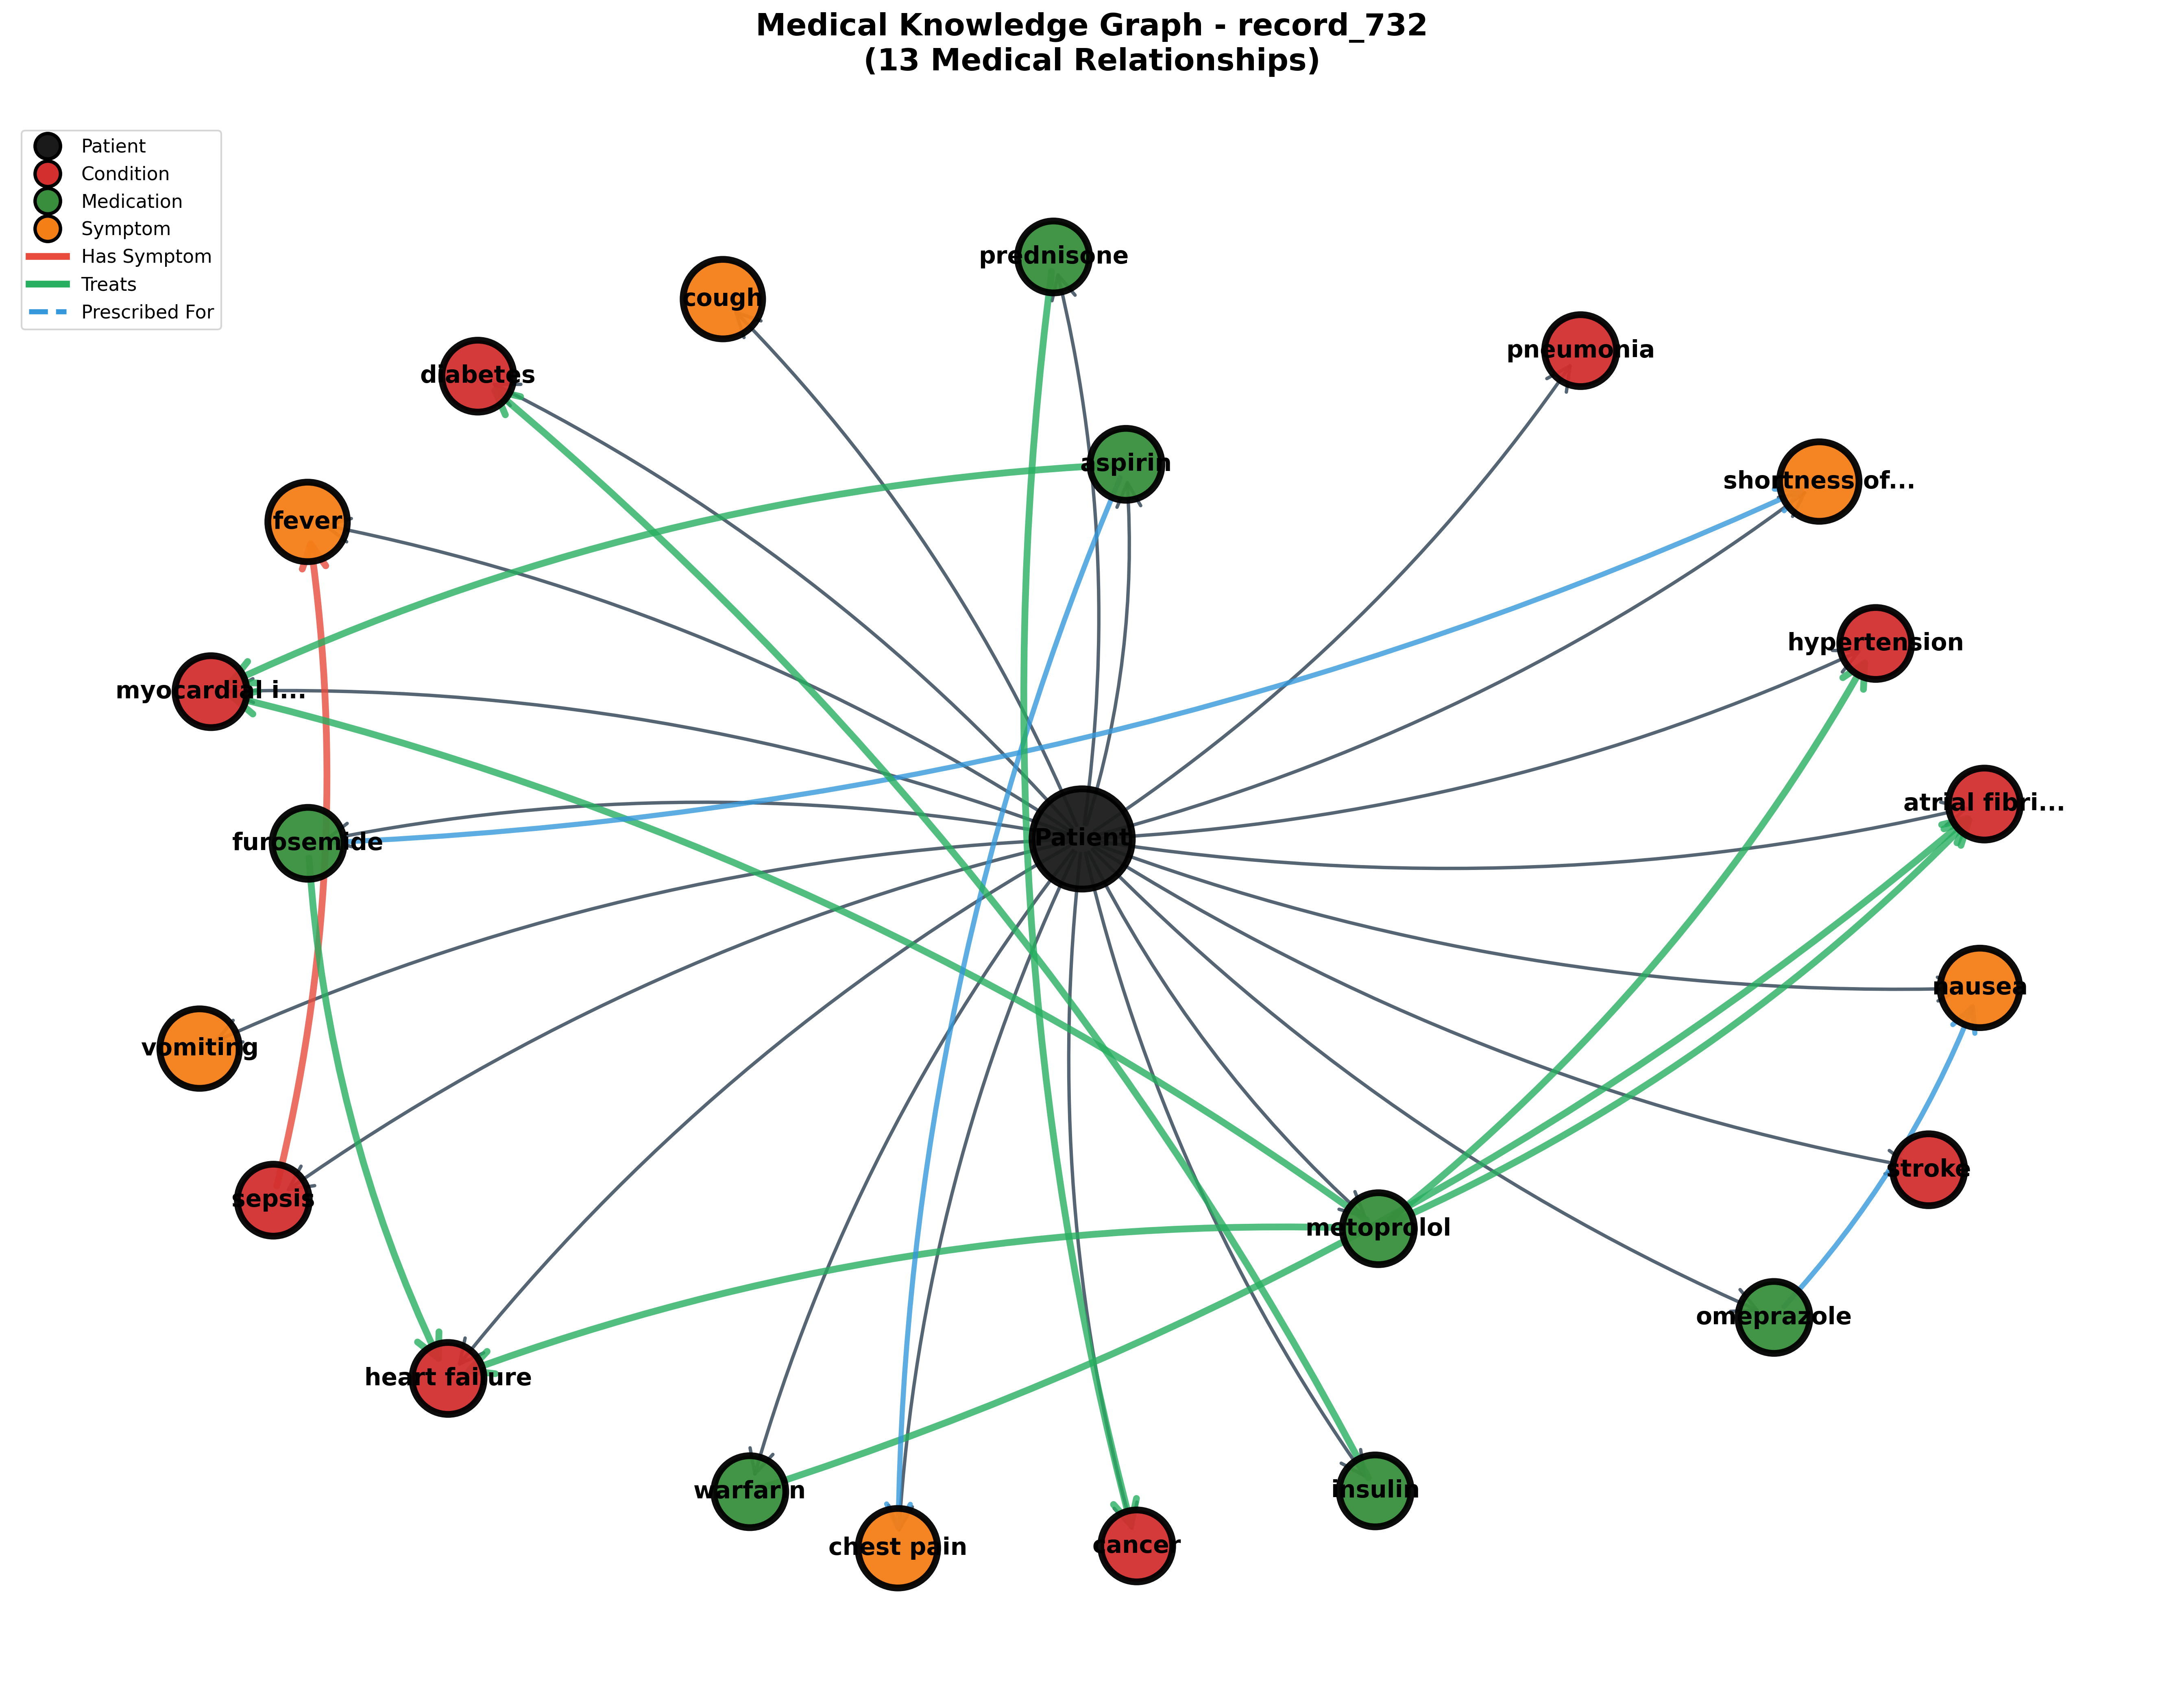 Medical Knowledge Graph - record_732
(13 Medical Relationships)
Patient
Condition
Medication
Symptom
Has Symptom
Treats
Prescribed For
prednisone
cough
pneumonia
diabetes
aspirin
shortness of...
fever
hypertension
myocardial i...
atrial fibri...
Patient
furosemide
nausea
vomiting
stroke
sepsis
metoprolol
omeprazole
heart failure
warfarin
insulin
chest pain
cancer